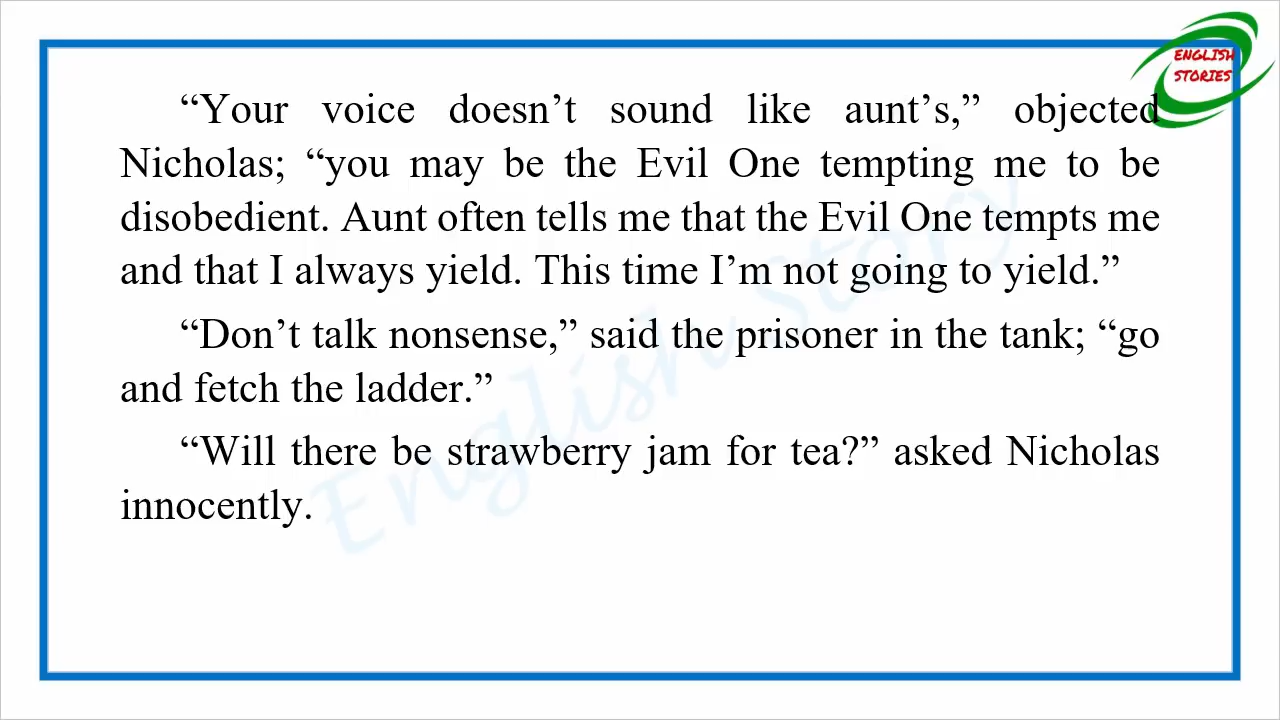 ENGLISH
STORIES
“Your voice doesn’t sound like aunt’s,” objected
Nicholas; “you may be the Evil One tempting me to be
disobedient. Aunt often tells me that the Evil One tempts me
and that I always yield. This time I’m not going to yield.”
“Don’t talk nonsense,” said the prisoner in the tank; “go
and fetch the ladder.”
“Will there be strawberry jam for tea?” asked Nicholas
innocently.
English Story